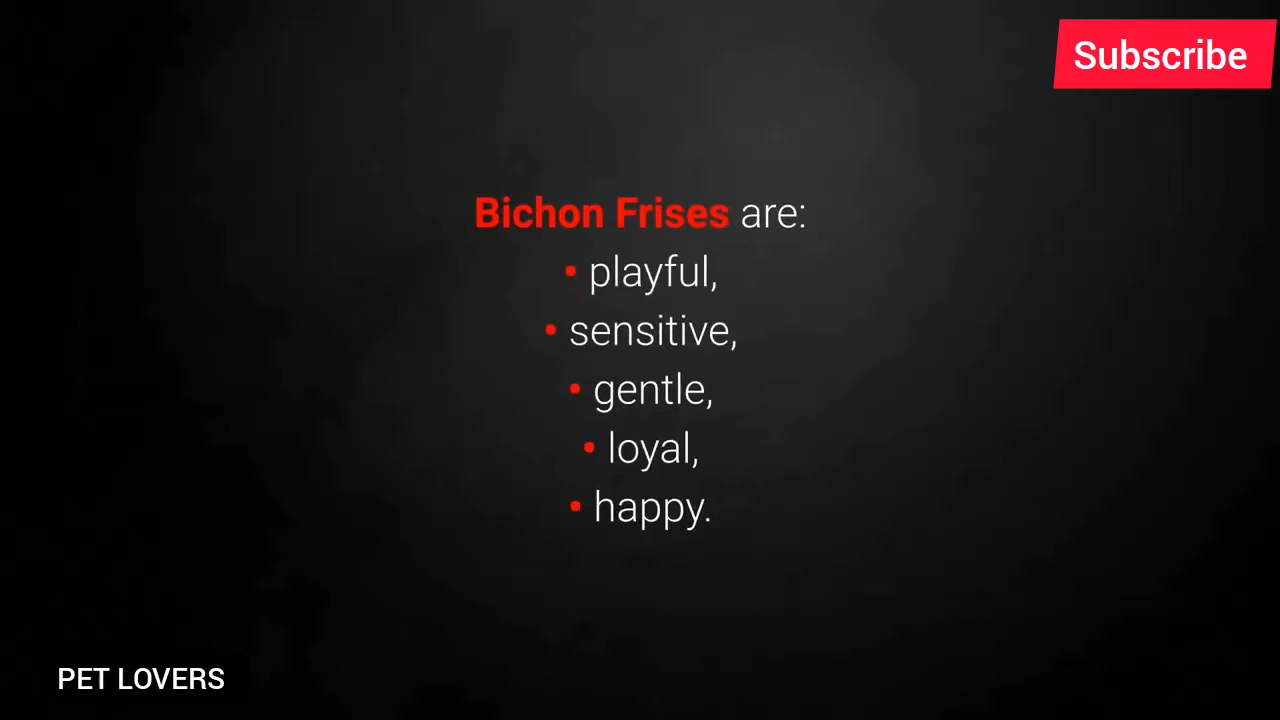 Subscribe
Bichon Frises are:
• playful,
• sensitive,
• gentle,
• loyal,
• happy.
PET LOVERS